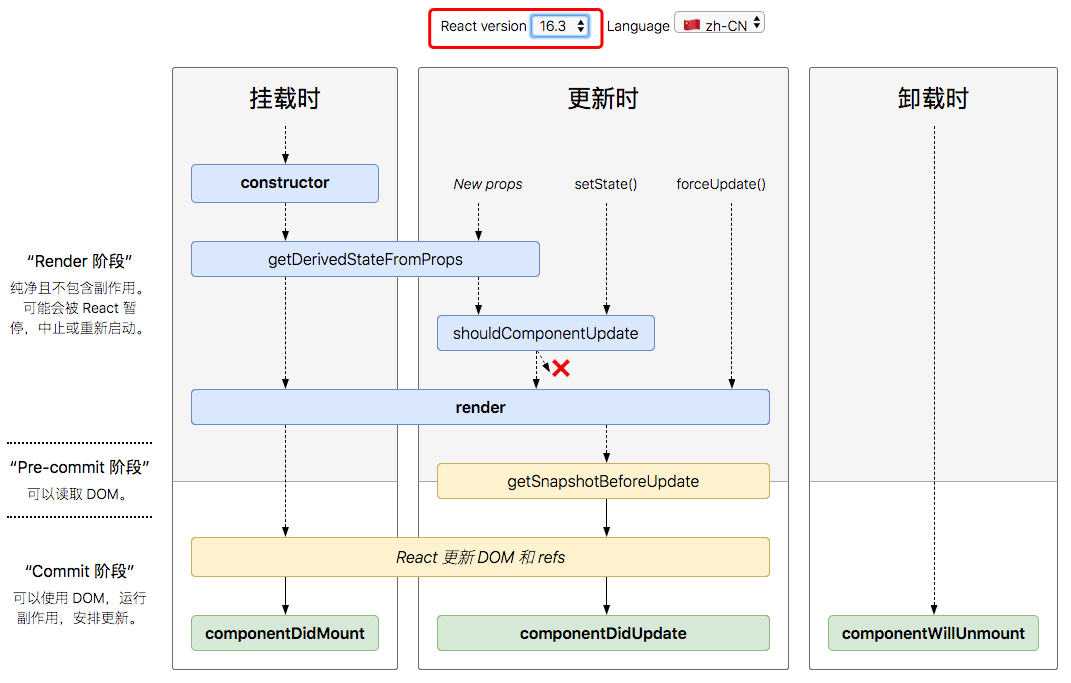 React version 16.3 Language zh-CN
挂载时
更新时
卸载时
constructor
New props
setState()
forceUpdate()
“Render 阶段”
纯净且不包含副作用。
可能会被 React 暂
停，中止或重新启动。
getDerivedStateFromProps
shouldComponentUpdate
render
“Pre-commit 阶段”
可以读取 DOM。
getSnapshotBeforeUpdate
“Commit 阶段”
可以使用 DOM，运行
副作用，安排更新。
React 更新 DOM 和 refs
componentDidMount
componentDidUpdate
componentWillUnmount